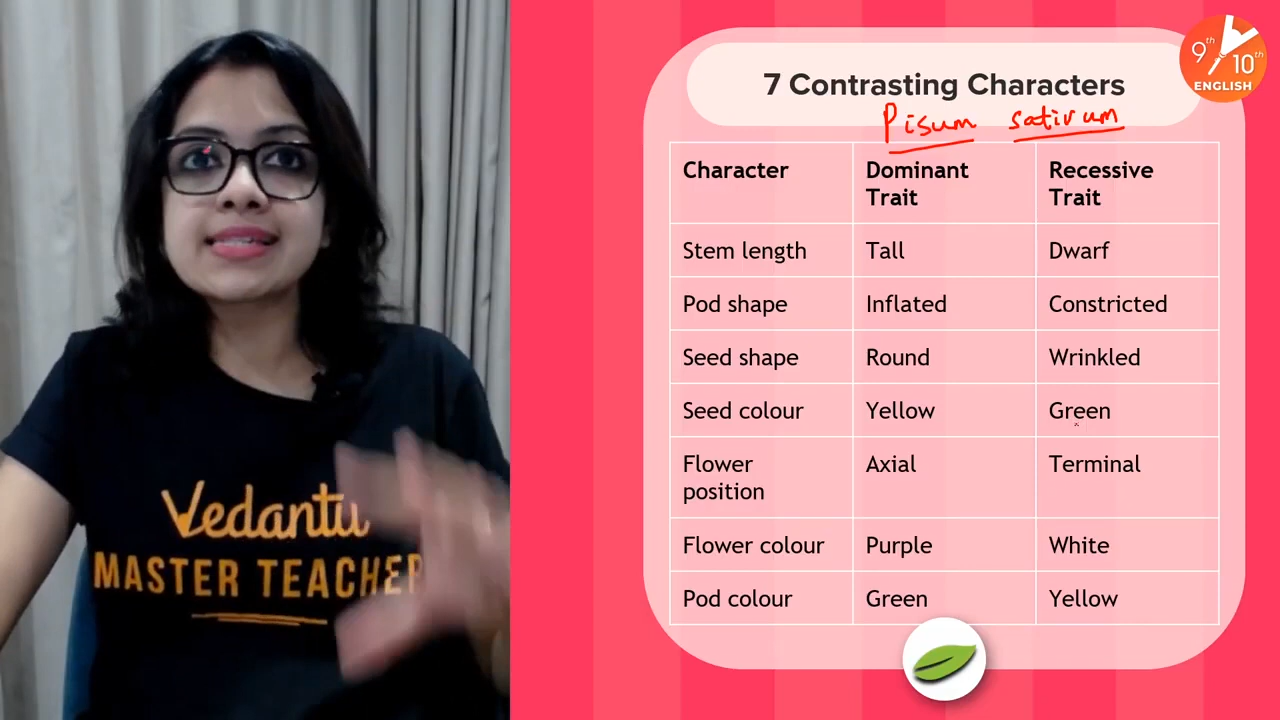 7 Contrasting Characters
Pisum sativum
9th
10th
ENGLISH
Character Dominant Trait Recessive Trait
Stem length Tall Dwarf
Pod shape Inflated Constricted
Seed shape Round Wrinkled
Seed colour Yellow Green
Flower position Axial Terminal
Flower colour Purple White
Pod colour Green Yellow
Vedantu
MASTER TEACHER